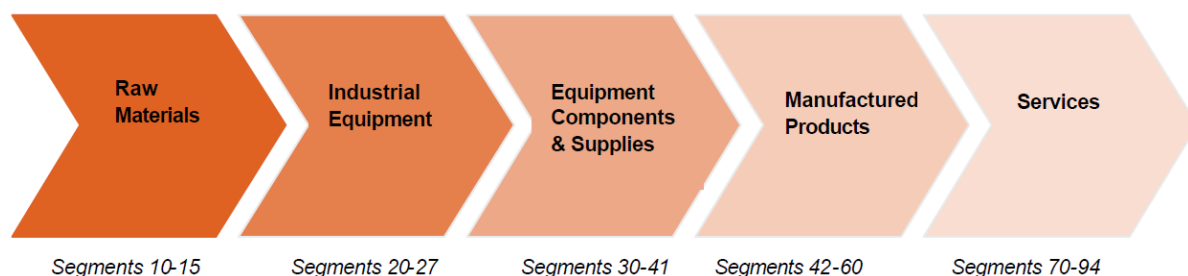 Raw
Materials
Industrial
Equipment
Equipment
Components
& Supplies
Manufactured
Products
Services
Segments 10-15
Segments 20-27
Segments 30-41
Segments 42-60
Segments 70-94